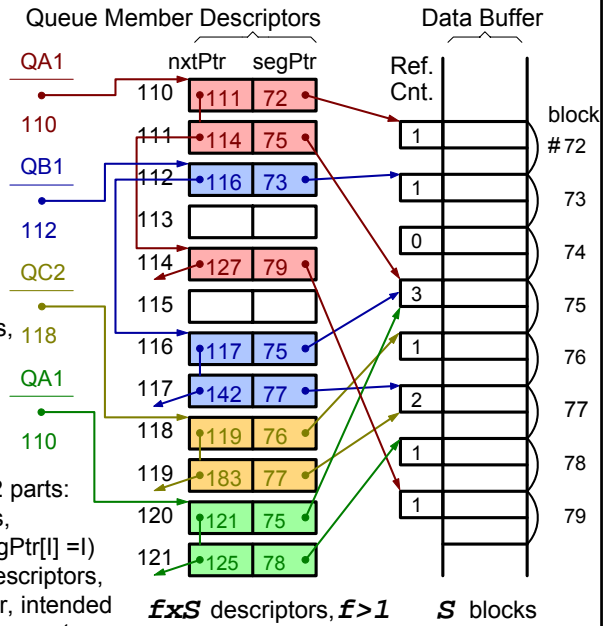 Queue Member Descriptors
Data Buffer
nxtPtr segPtr
Ref.
Cnt.
block
QA1
110
110 111 72
1 #72
111 114 75
QB1
112
112 116 73
1 73
113
0 74
QC2
118
114 127 79
3 75
115
s,
116 117 75
1 76
QA1
110
117 142 77
2 77
118 119 76
1 78
119 183 77
1 79
2 parts:
s,
120 121 75
gPtr[I] =I)
121 125 78
escriptors,
r, intended
fxS descriptors, f>1 S blocks